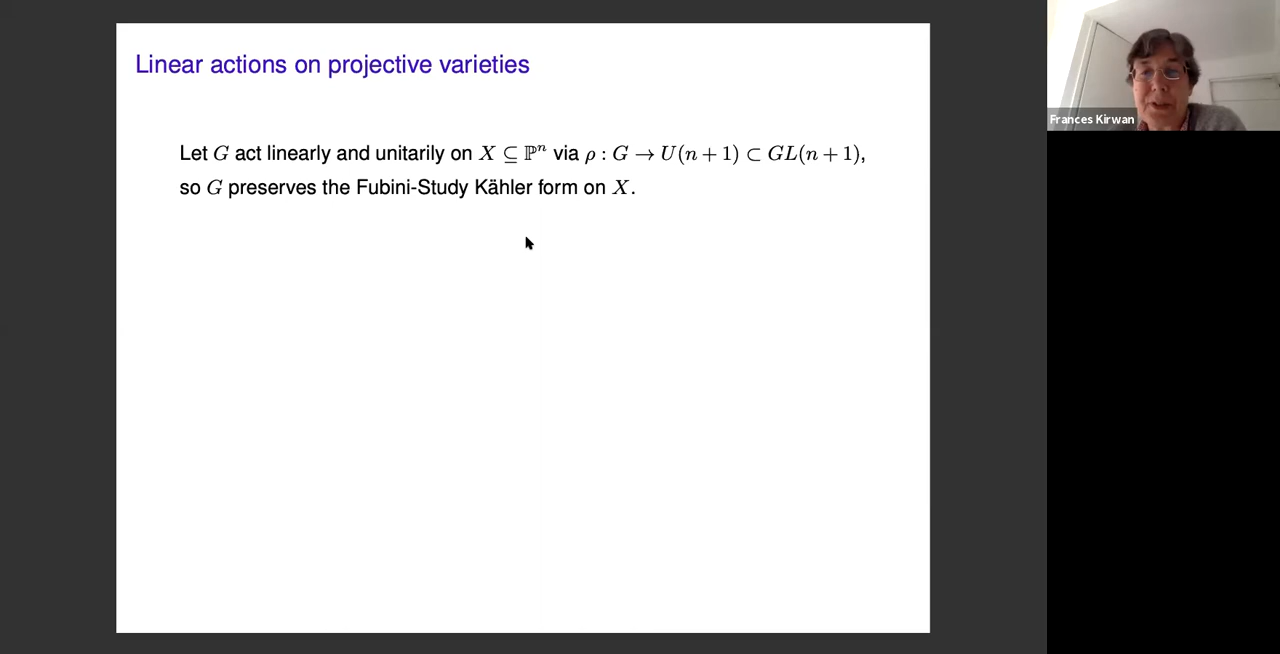 Linear actions on projective varieties
Let G act linearly and unitarily on X ⊆ ℙⁿ via ρ : G → U(n + 1) ⊂ GL(n + 1),
so G preserves the Fubini-Study Kähler form on X.
Frances Kirwan